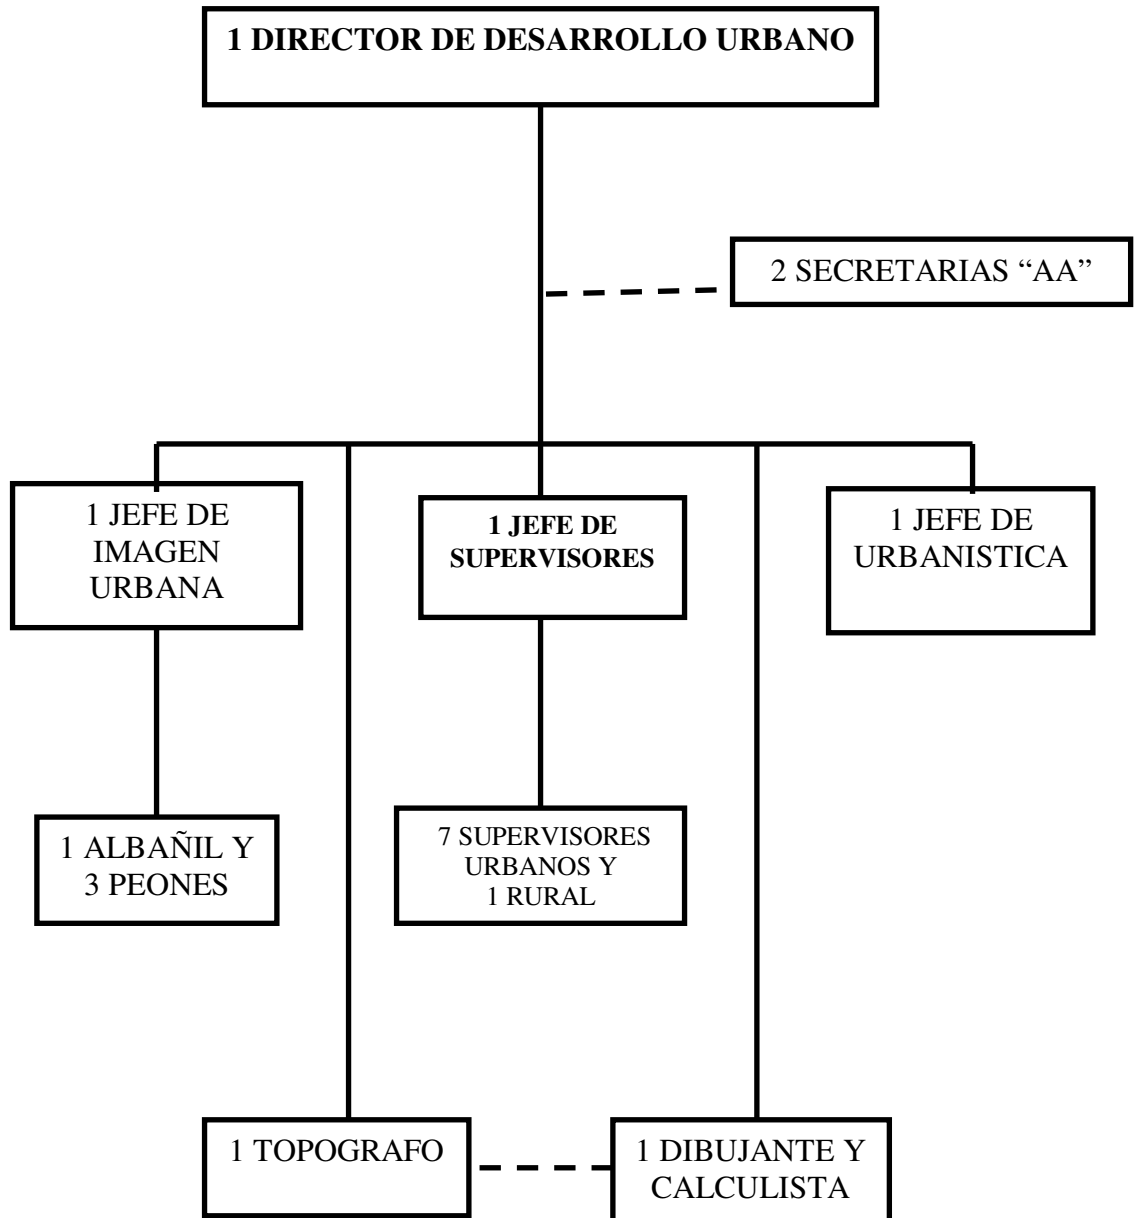 1 DIRECTOR DE DESARROLLO URBANO
2 SECRETARIAS “AA”
1 JEFE DE
IMAGEN
URBANA
1 JEFE DE
SUPERVISORES
1 JEFE DE
URBANISTICA
1 ALBAÑIL Y
3 PEONES
7 SUPERVISORES
URBANOS Y
1 RURAL
1 TOPOGRAFO
1 DIBUJANTE Y
CALCULISTA